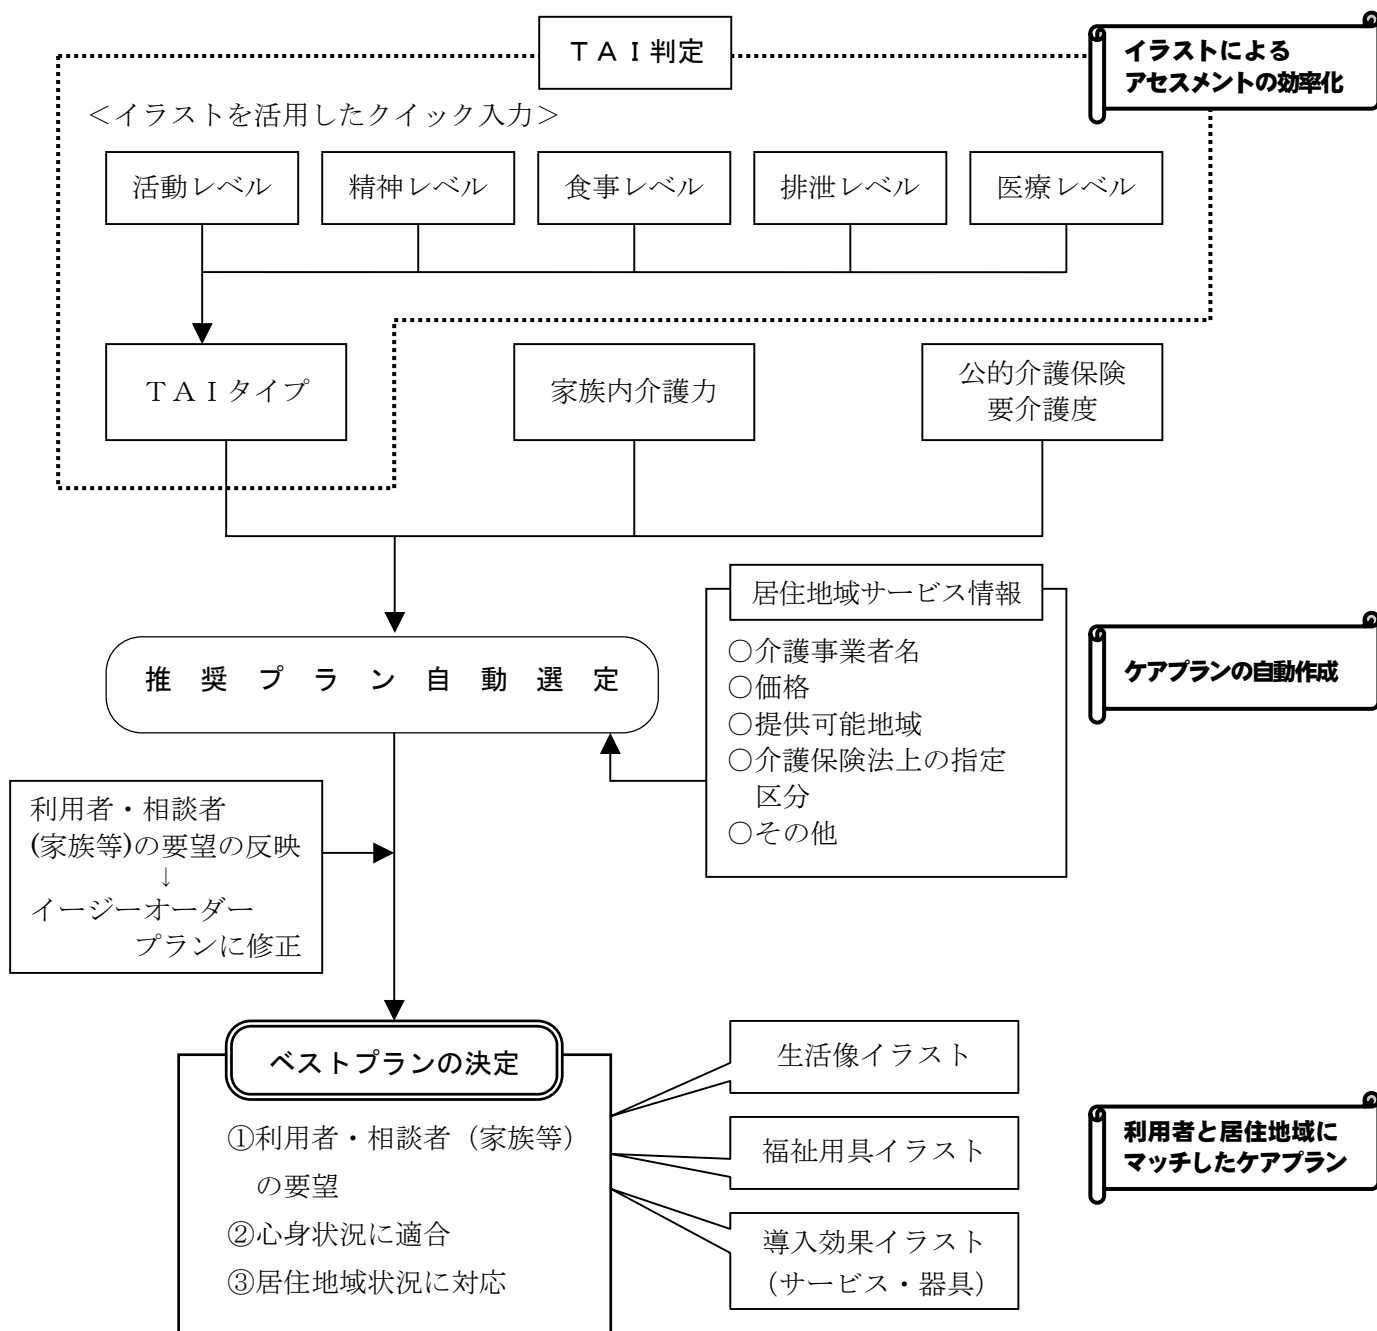 ＴＡＩ判定
イラストによる
アセスメントの効率化
＜イラストを活用したクイック入力＞
活動レベル
精神レベル
食事レベル
排泄レベル
医療レベル
ＴＡＩタイプ
家族内介護力
公的介護保険
要介護度
居住地域サービス情報
○介護事業者名
○価格
○提供可能地域
○介護保険法上の指定
区分
○その他
推奨プラン自動選定
ケアプランの自動作成
利用者・相談者
(家族等)の要望の反映
↓
イージーオーダー
プランに修正
ベストプランの決定
①利用者・相談者（家族等）
の要望
②心身状況に適合
③居住地域状況に対応
生活像イラスト
福祉用具イラスト
導入効果イラスト
（サービス・器具）
利用者と居住地域に
マッチしたケアプラン